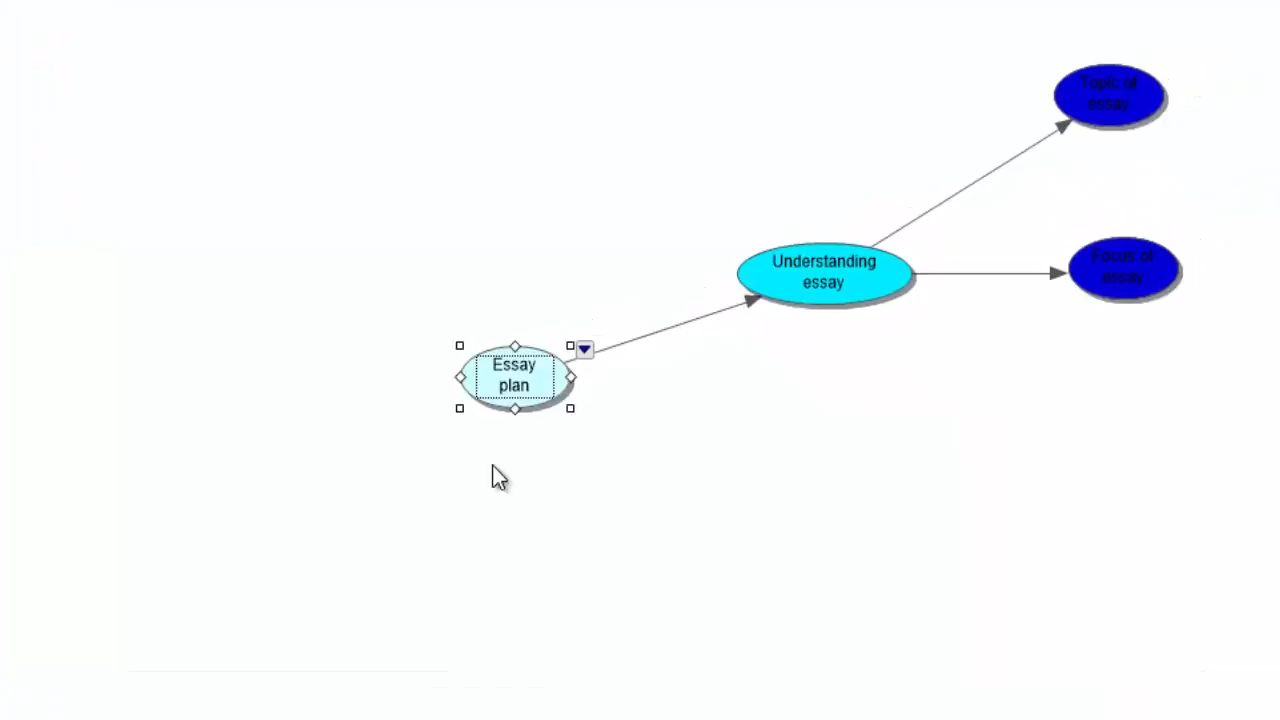 Topic of
essay
Understanding
essay
Focus of
essay
Essay
plan